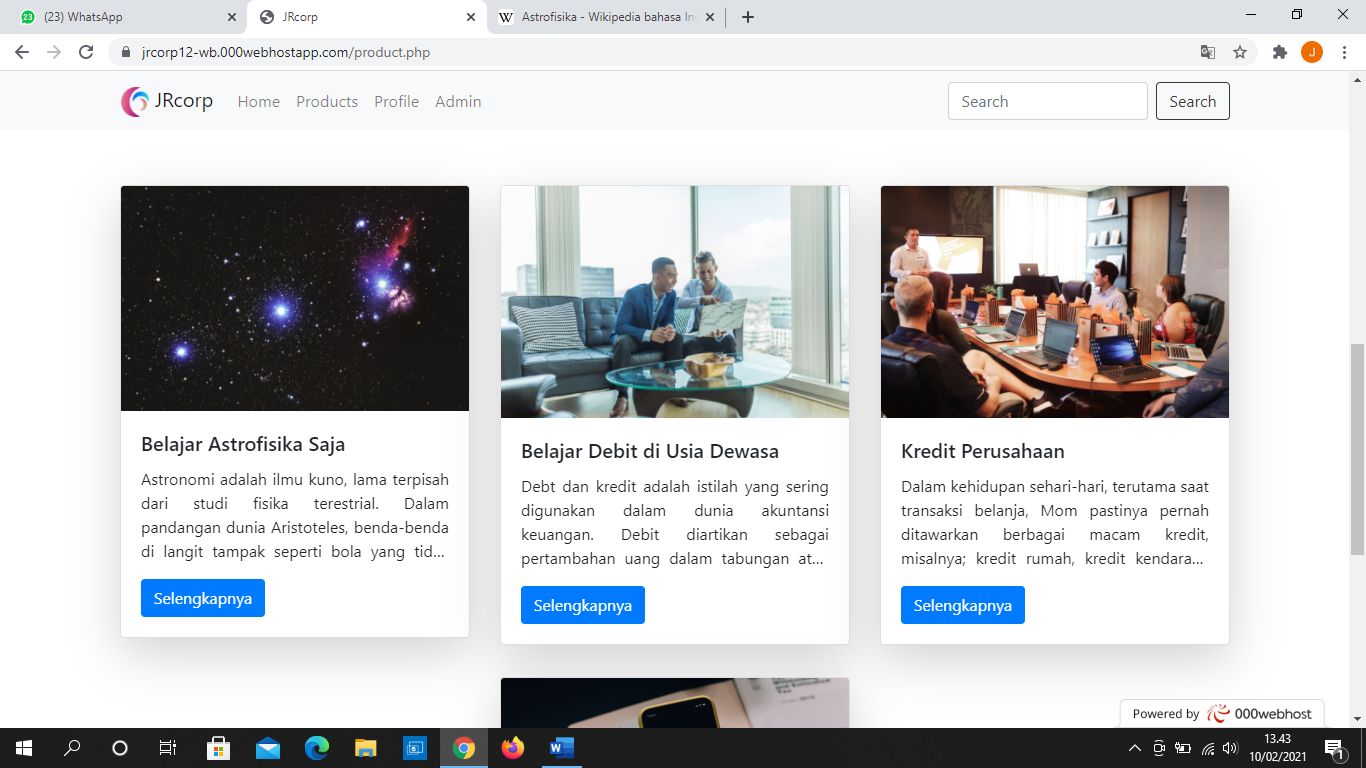 (23) WhatsApp
JRcorp
Astrofisika - Wikipedia bahasa In
jrcorp12-wb.000webhostapp.com/product.php
J
JRcorp
Home
Products
Profile
Admin
Search
Search
Belajar Astrofisika Saja
Astronomi adalah ilmu kuno, lama terpisah
dari studi fisika terestrial. Dalam
pandangan dunia Aristoteles, benda-benda
di langit tampak seperti bola yang tid...
Selengkapnya
Belajar Debit di Usia Dewasa
Debt dan kredit adalah istilah yang sering
digunakan dalam dunia akuntansi
keuangan. Debit diartikan sebagai
pertambahan uang dalam tabungan at...
Selengkapnya
Kredit Perusahaan
Dalam kehidupan sehari-hari, terutama saat
transaksi belanja, Mom pastinya pernah
ditawarkan berbagai macam kredit,
misalnya; kredit rumah, kredit kendara...
Selengkapnya
Powered by 000webhost
13.43
10/02/2021
1